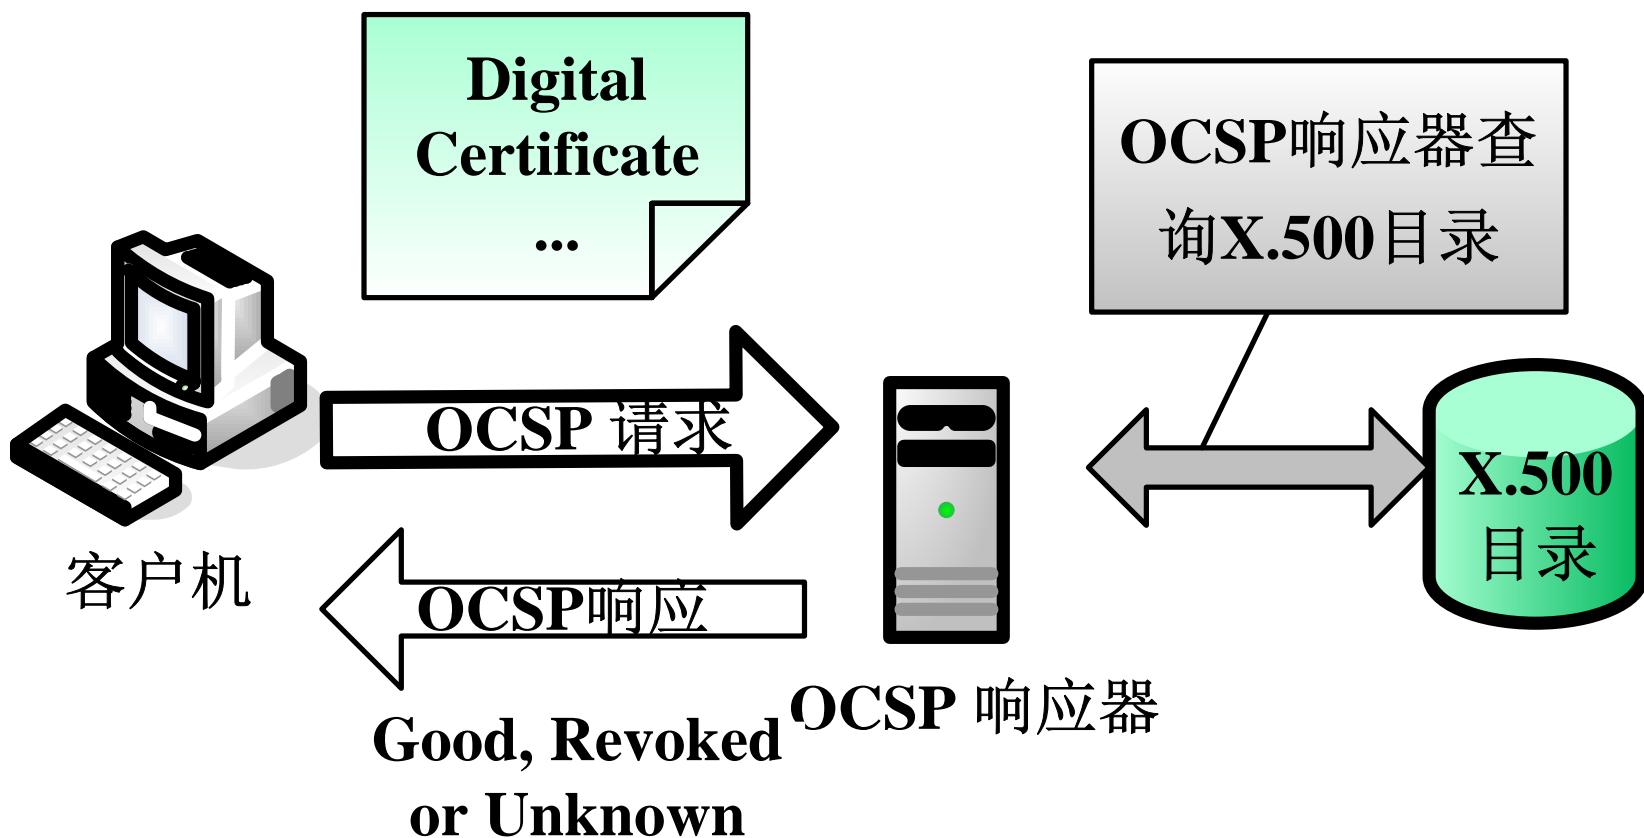 Digital
Certificate
...
OCSP响应器查
询X.500目录
OCSP 请求
X.500
目录
客户机
OCSP响应
OCSP 响应器
Good, Revoked
or Unknown